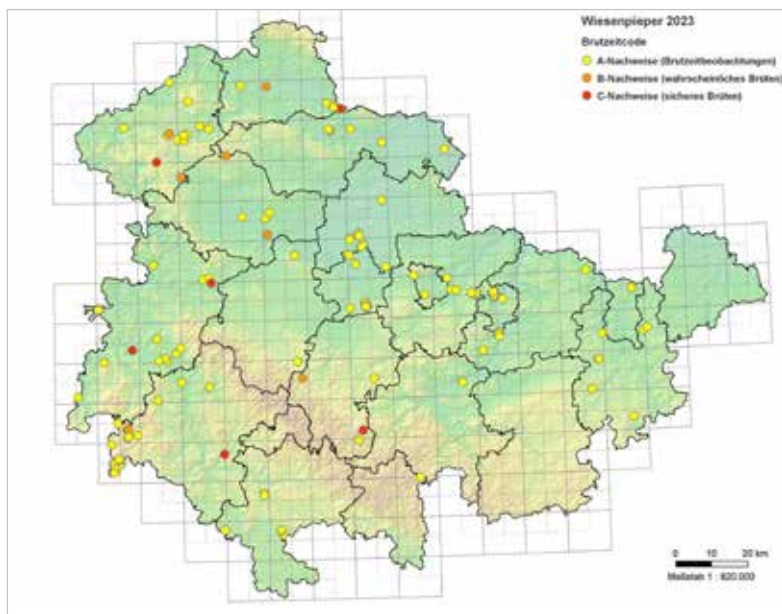 Wiesenpieper 2023
Brutzeitcode
A-Nachweise (Brutzeitbeobachtungen)
B-Nachweise (wahrscheinliches Brüten)
C-Nachweise (sicheres Brüten)
0 10 20 km
Maßstab 1 : 820.000